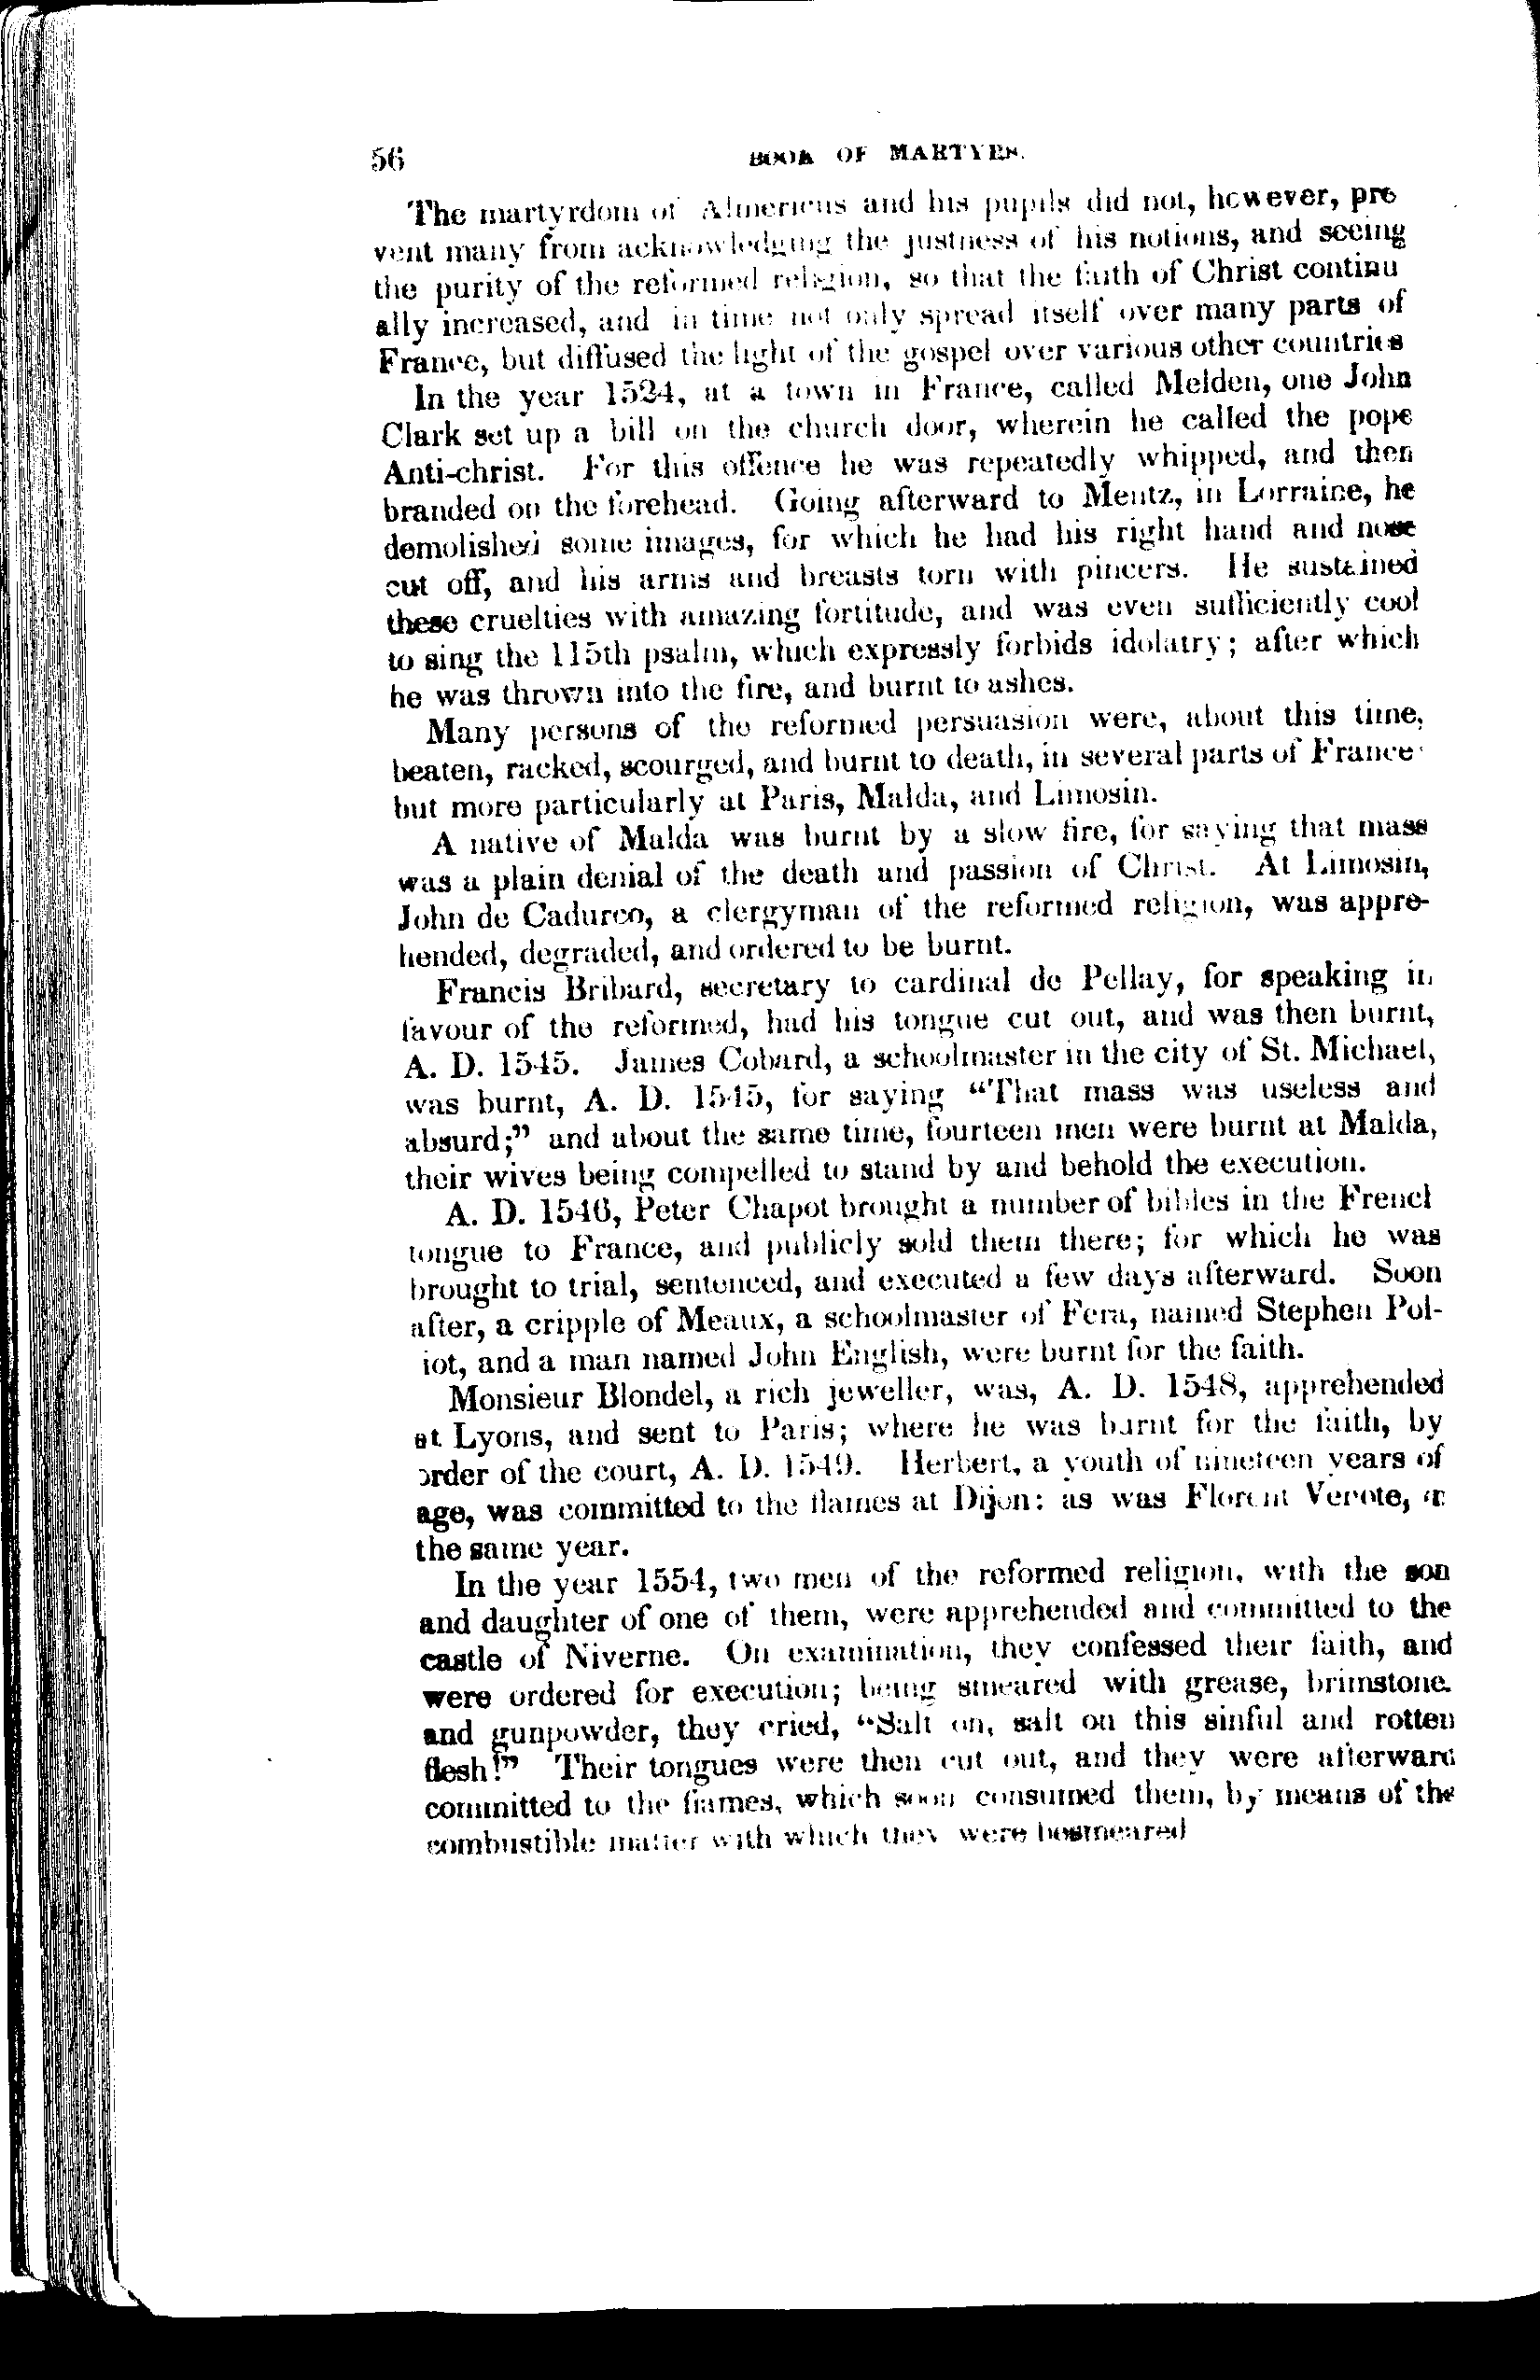 56 BOOK OF MARTYRS.
The martyrdom of Almericus and his pupils did not, however, pre
vent many from acknowledging the justness of his notions, and seeing
the purity of the reformed religion, so that the faith of Christ continu
ally increased, and in time not only spread itself over many parts of
France, but diffused the light of the gospel over various other countries
In the year 1524, at a town in France, called Melden, one John
Clark set up a bill on the church door, wherein he called the pope
Anti-christ. For this offence he was repeatedly whipped, and then
branded on the forehead. Going afterward to Mentz, in Lorraine, he
demolished some images, for which he had his right hand and nose
cut off, and his arms and breasts torn with pincers. He sustained
these cruelties with amazing fortitude, and was even sufficiently cool
to sing the 115th psalm, which expressly forbids idolatry; after which
he was thrown into the fire, and burnt to ashes.
Many persons of the reformed persuasion were, about this time,
beaten, racked, scourged, and burnt to death, in several parts of France
but more particularly at Paris, Malda, and Limosin.
A native of Malda was burnt by a slow fire, for saying that mass
was a plain denial of the death and passion of Christ. At Limosin,
John de Cadurco, a clergyman of the reformed religion, was appre-
hended, degraded, and ordered to be burnt.
Francis Bribard, secretary to cardinal de Pellay, for speaking in
favour of the reformed, had his tongue cut out, and was then burnt,
A. D. 1545. James Cobard, a schoolmaster in the city of St. Michael,
was burnt, A. D. 1545, for saying "That mass was useless and
absurd;" and about the same time, fourteen men were burnt at Malda,
their wives being compelled to stand by and behold the execution.
A. D. 1546, Peter Chapot brought a number of bibles in the French
tongue to France, and publicly sold them there; for which he was
brought to trial, sentenced, and executed a few days afterward. Soon
after, a cripple of Meaux, a schoolmaster of Fera, named Stephen Pol-
iot, and a man named John English, were burnt for the faith.
Monsieur Blondel, a rich jeweller, was, A. D. 1548, apprehended
at Lyons, and sent to Paris; where he was burnt for the faith, by
order of the court, A. D. 1549. Herbert, a youth of nineteen years of
age, was committed to the flames at Dijon: as was Florent Venote, in
the same year.
In the year 1554, two men of the reformed religion, with the son
and daughter of one of them, were apprehended and committed to the
castle of Niverne. On examination, they confessed their faith, and
were ordered for execution; being smeared with grease, brimstone.
and gunpowder, they cried, "Salt on, salt on this sinful and rotten
flesh!" Their tongues were then cut out, and they were afterward
committed to the flames, which soon consumed them, by means of the
combustible matter with which they were besmeared